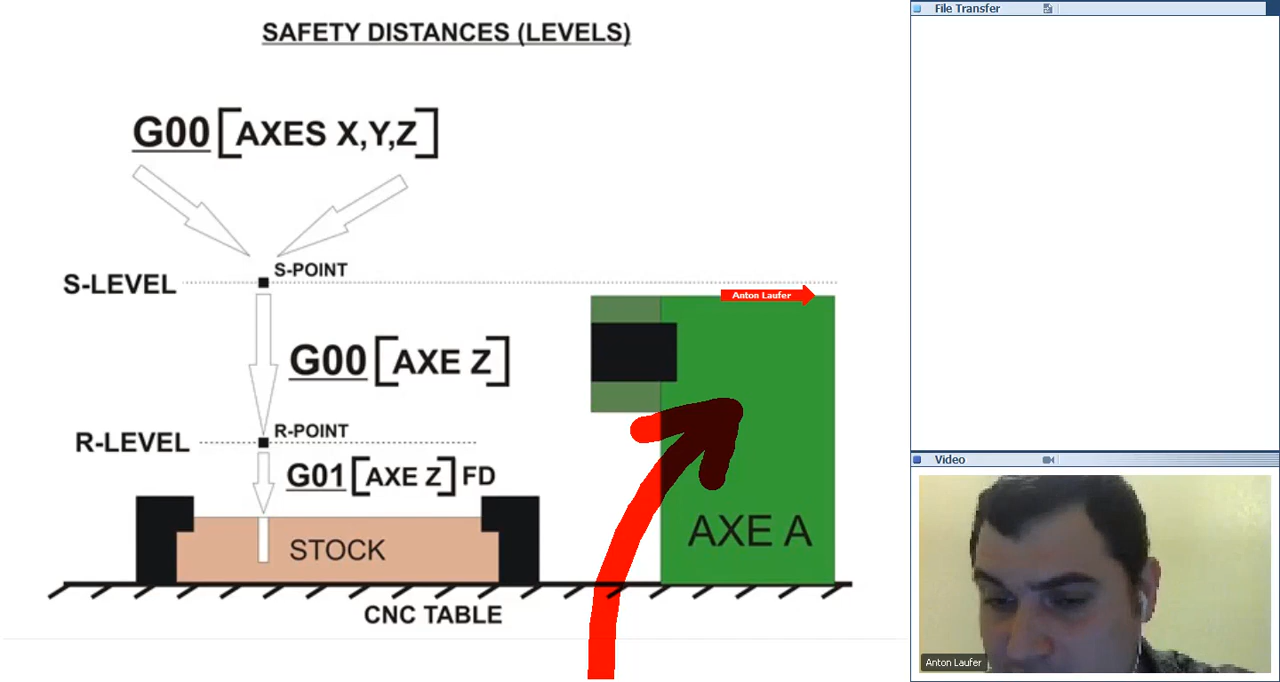 SAFETY DISTANCES (LEVELS)
G00[AXES X,Y,Z]
S-POINT
S-LEVEL
Anton Laufer
G00[AXE Z]
R-POINT
R-LEVEL
G01[AXE Z]FD
STOCK
AXE A
CNC TABLE
File Transfer
Video
Anton Laufer